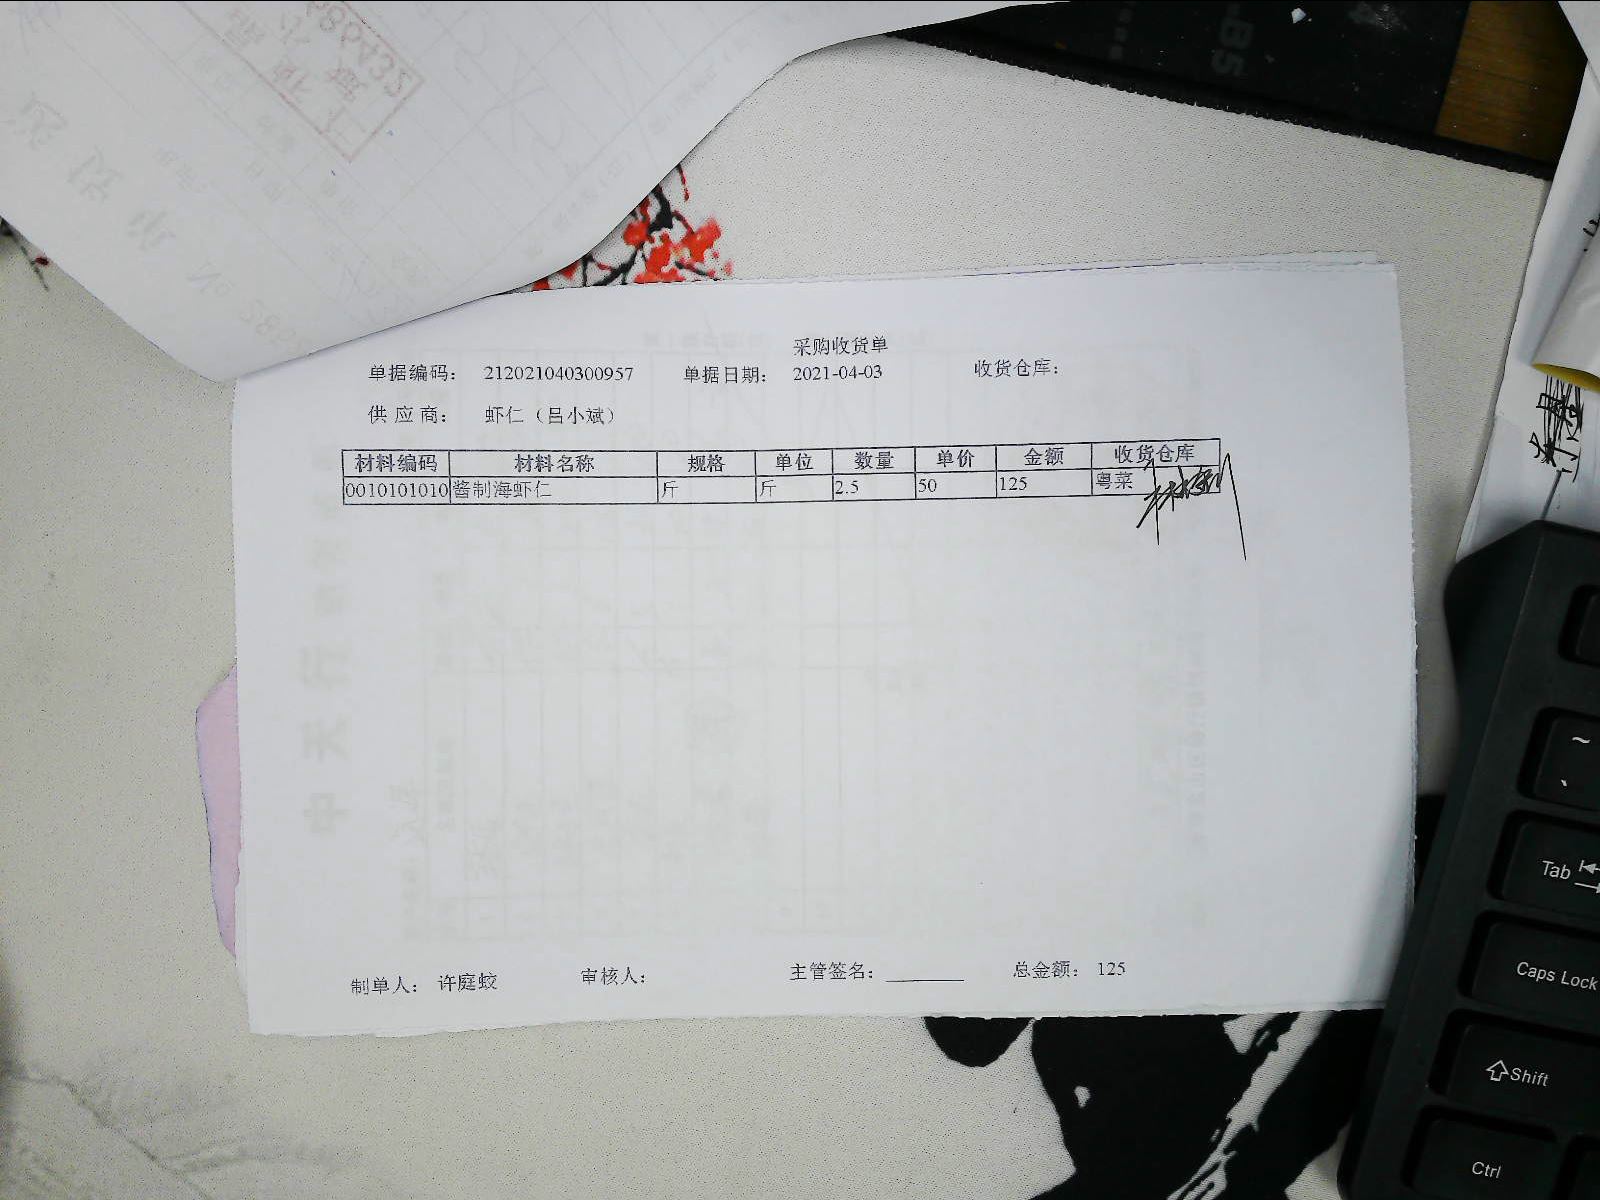 采购收货单
单据编码： 212021040300957 单据日期： 2021-04-03 收货仓库：
供应商： 虾仁（吕小斌）
材料编码 材料名称 规格 单位 数量 单价 金额 收货仓库
0010101010 酱制海虾仁 斤 斤 2.5 50 125 粤菜
制单人： 许庭蛟 审核人： 主管签名： 总金额： 125
-B5
~
、
Tab
Caps Lock
Shift
Ctrl